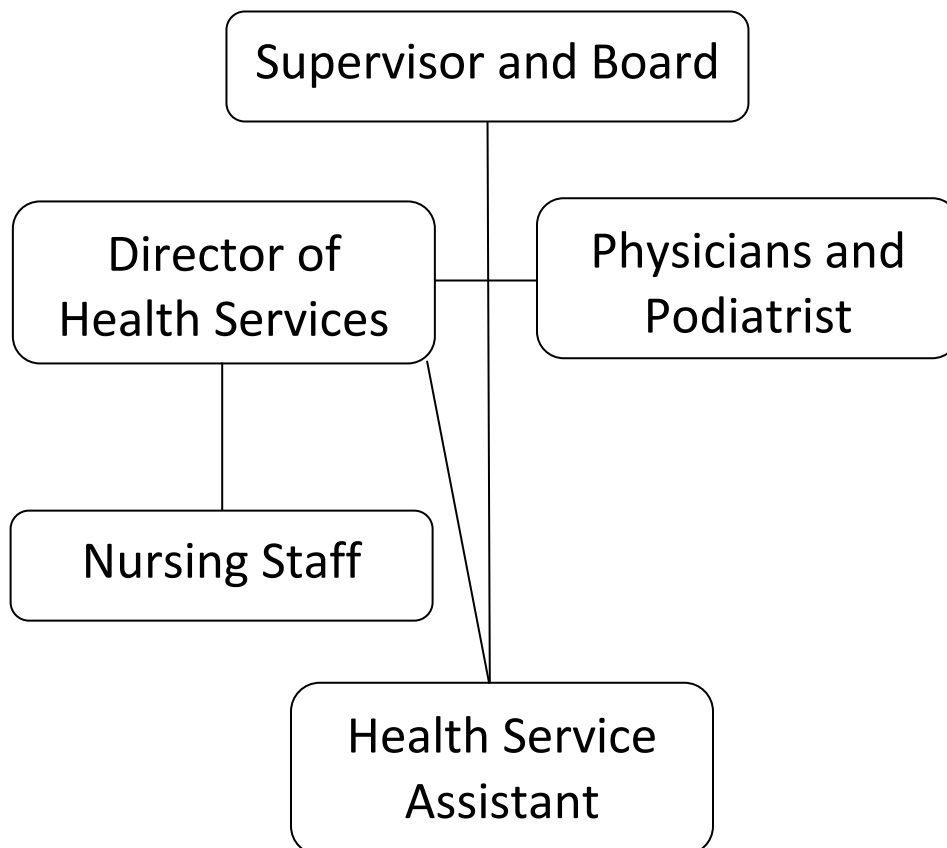 Supervisor and Board
Director of
Health Services
Physicians and
Podiatrist
Nursing Staff
Health Service
Assistant